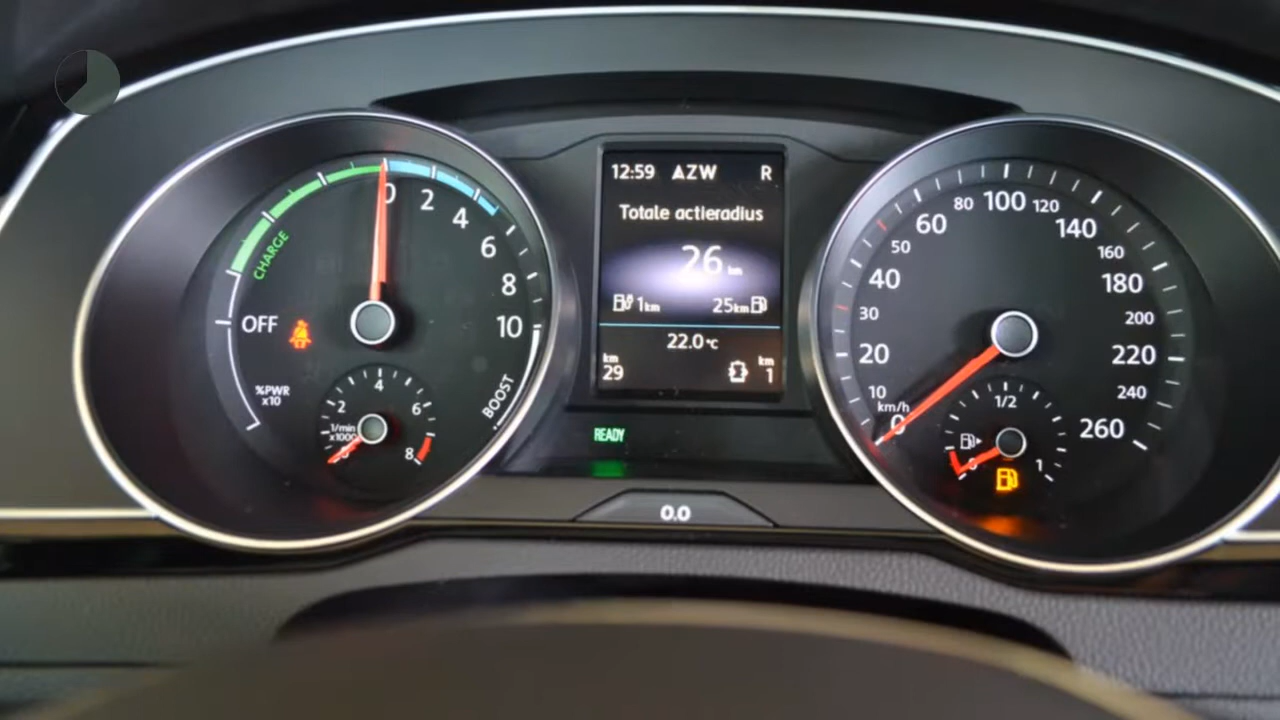 0
2
4
6
8
10
CHARGE
OFF
%PWR
x10
BOOST
2
4
6
8
1/min
x1000
12:59 AZW R
Totale actieradius
26 km
1km 25km
22.0°C
km
29
km
1
READY
0.0
0
10
20
30
40
50
60
80
100
120
140
160
180
200
220
240
260
km/h
1/2
1